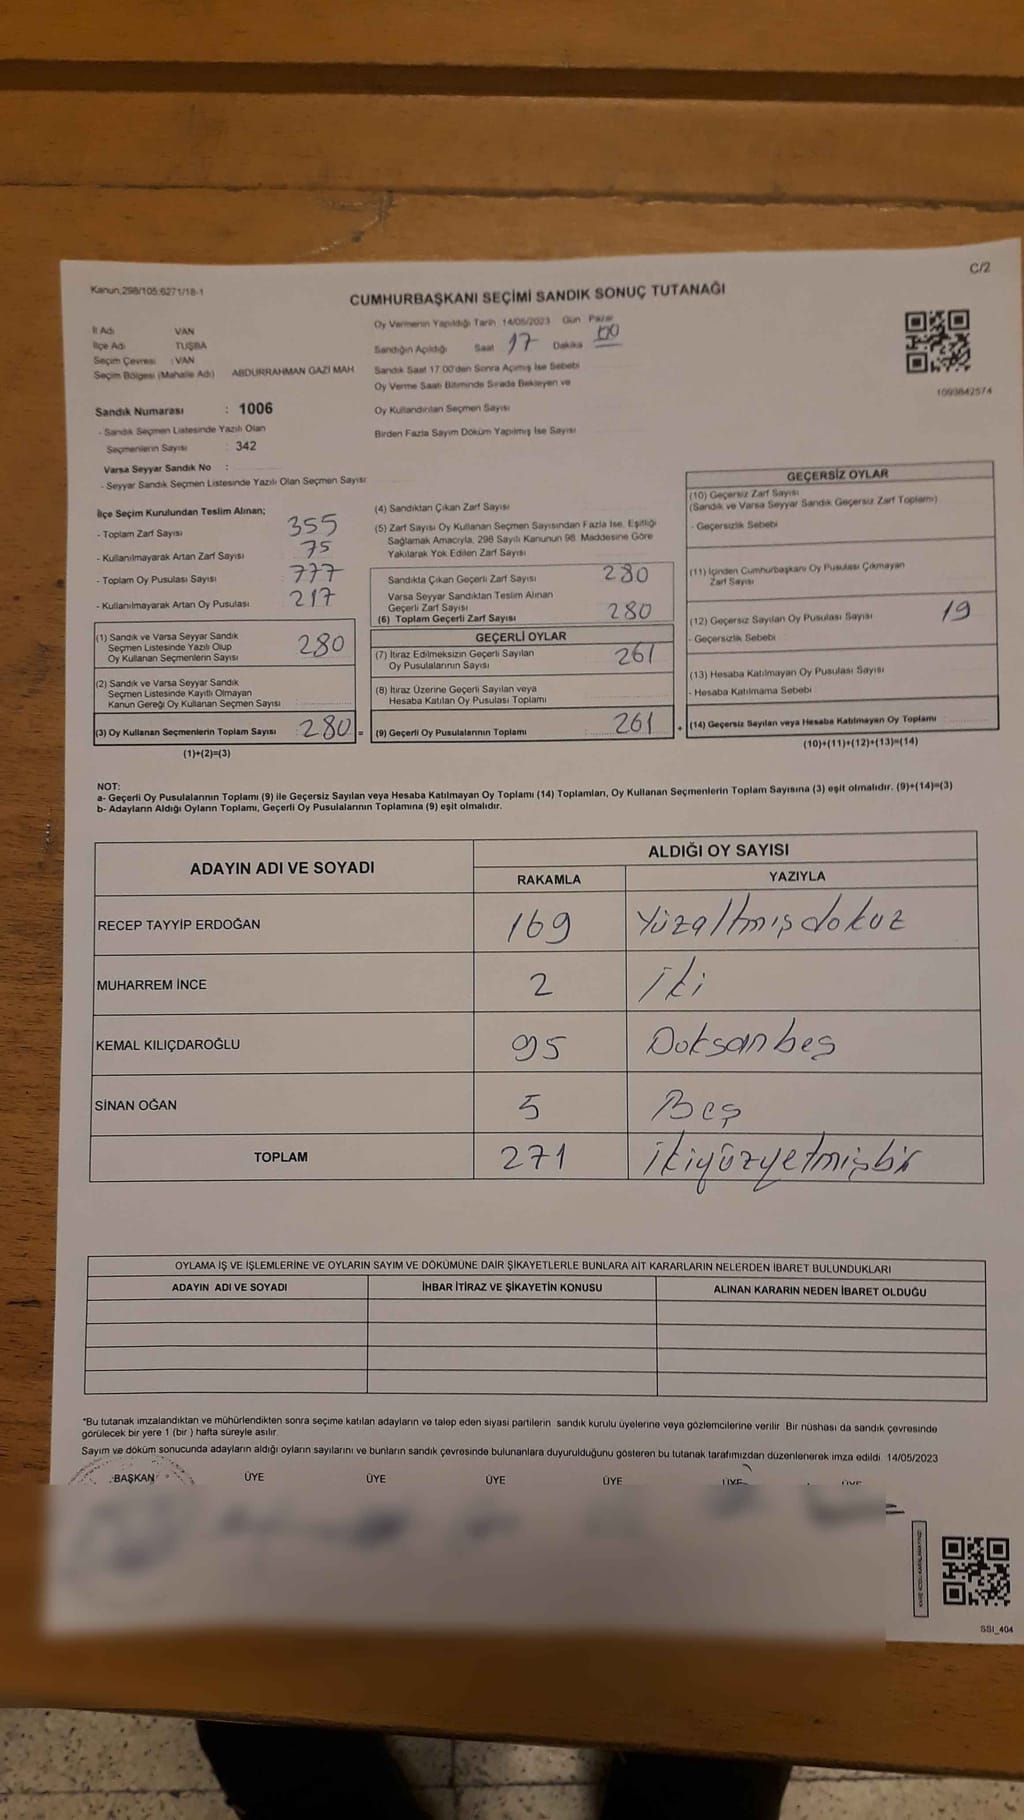 C/2
Kanun,298/105;6271/18-1
CUMHURBAŞKANI SEÇİMİ SANDIK SONUÇ TUTANAĞI
İl Adı VAN
İlçe Adı TUŞBA
Seçim Çevresi : VAN
Seçim Bölgesi (Mahalle Adı) ABDURRAHMAN GAZİ MAH
Sandık Numarası : 1006
- Sandık Seçmen Listesinde Yazılı Olan
Seçmenlerin Sayısı : 342
Varsa Seyyar Sandık No :
- Seyyar Sandık Seçmen Listesinde Yazılı Olan Seçmen Sayısı:
Oy Vermenin Yapıldığı Tarih 14/05/2023 Gün Pazar
Sandığın Açıldığı Saat 17 Dakika 00
Sandık Saat 17.00'den Sonra Açımış İse Sebebi
Oy Verme Saati Bitiminde Sırada Bekleyen ve
Oy Kullandırılan Seçmen Sayısı
Birden Fazla Sayım Döküm Yapılmış İse Sayısı
1093842574
İlçe Seçim Kurulundan Teslim Alınan;
- Toplam Zarf Sayısı 355
- Kullanılmayarak Artan Zarf Sayısı 75
- Toplam Oy Pusulası Sayısı 777
- Kullanılmayarak Artan Oy Pusulası 217
(1) Sandık ve Varsa Seyyar Sandık
Seçmen Listesinde Yazılı Olup
Oy Kullanan Seçmenlerin Sayısı 280
(2) Sandık ve Varsa Seyyar Sandık
Seçmen Listesinde Kayıtlı Olmayan
Kanun Gereği Oy Kullanan Seçmen Sayısı
(3) Oy Kullanan Seçmenlerin Toplam Sayısı : 280 =
(1)+(2)=(3)
(4) Sandıktan Çıkan Zarf Sayısı
(5) Zarf Sayısı Oy Kullanan Seçmen Sayısından Fazla İse, Eşitliği
Sağlamak Amacıyla, 298 Sayılı Kanunun 98. Maddesine Göre
Yakılarak Yok Edilen Zarf Sayısı
Sandıkta Çıkan Geçerli Zarf Sayısı 280
Varsa Seyyar Sandıktan Teslim Alınan
Geçerli Zarf Sayısı
(6) Toplam Geçerli Zarf Sayısı 280
GEÇERLİ OYLAR
(7) İtiraz Edilmeksizin Geçerli Sayılan
Oy Pusulalarının Sayısı 261
(8) İtiraz Üzerine Geçerli Sayılan veya
Hesaba Katılan Oy Pusulası Toplamı
(9) Geçerli Oy Pusulalarının Toplamı : 261 +
GEÇERSİZ OYLAR
(10) Geçersiz Zarf Sayısı
(Sandık ve Varsa Seyyar Sandık Geçersiz Zarf Toplamı)
- Geçersizlik Sebebi
(11) İçinden Cumhurbaşkanı Oy Pusulası Çıkmayan
Zarf Sayısı
(12) Geçersiz Sayılan Oy Pusulası Sayısı 19
- Geçersizlik Sebebi
(13) Hesaba Katılmayan Oy Pusulası Sayısı
- Hesaba Katılmama Sebebi
(14) Geçersiz Sayılan veya Hesaba Katılmayan Oy Toplamı
(10)+(11)+(12)+(13)=(14)
NOT:
a- Geçerli Oy Pusulalarının Toplamı (9) ile Geçersiz Sayılan veya Hesaba Katılmayan Oy Toplamı (14) Toplamları, Oy Kullanan Seçmenlerin Toplam Sayısına (3) eşit olmalıdır. (9)+(14)=(3)
b- Adayların Aldığı Oyların Toplamı, Geçerli Oy Pusulalarının Toplamına (9) eşit olmalıdır.
ADAYIN ADI VE SOYADI ALDIĞI OY SAYISI
RAKAMLA YAZIYLA
RECEP TAYYİP ERDOĞAN 169 Yüzaltmışdokuz
MUHARREM İNCE 2 İki
KEMAL KILIÇDAROĞLU 95 Doksanbeş
SİNAN OĞAN 5 Beş
TOPLAM 271 İkiyüzyetmişbir
OYLAMA İŞ VE İŞLEMLERİNE VE OYLARIN SAYIM VE DÖKÜMÜNE DAİR ŞİKAYETLERLE BUNLARA AİT KARARLARIN NELERDEN İBARET BULUNDUKLARI
ADAYIN ADI VE SOYADI İHBAR İTİRAZ VE ŞİKAYETİN KONUSU ALINAN KARARIN NEDEN İBARET OLDUĞU
*Bu tutanak imzalandıktan ve mühürlendikten sonra seçime katılan adayların ve talep eden siyasi partilerin sandık kurulu üyelerine veya gözlemcilerine verilir. Bir nüshası da sandık çevresinde
görülecek bir yere 1 (bir ) hafta süreyle asılır.
Sayım ve döküm sonucunda adayların aldığı oyların sayılarını ve bunların sandık çevresinde bulunanlara duyurulduğunu gösteren bu tutanak tarafımızdan düzenlenerek imza edildi. 14/05/2023
BAŞKAN ÜYE ÜYE ÜYE ÜYE ÜYE ÜYE
SSI_404